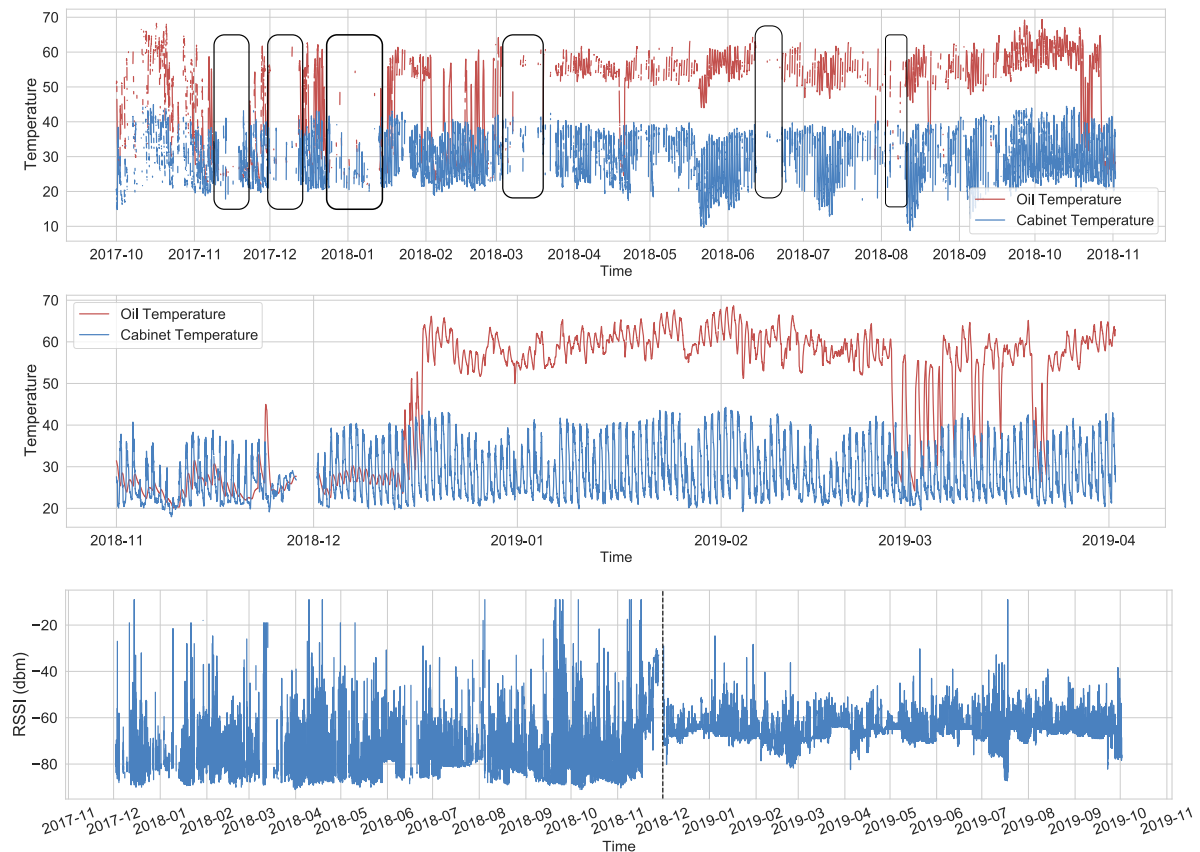 70
60
50
40
30
20
10
Temperature
2017-10 2017-11 2017-12 2018-01 2018-02 2018-03 2018-04 2018-05 2018-06 2018-07 2018-08 2018-09 2018-10 2018-11
Time
Oil Temperature
Cabinet Temperature
70
60
50
40
30
20
Temperature
Oil Temperature
Cabinet Temperature
2018-11 2018-12 2019-01 2019-02 2019-03 2019-04
Time
−20
−40
−60
−80
RSSI (dbm)
2017-11 2017-12 2018-01 2018-02 2018-03 2018-04 2018-05 2018-06 2018-07 2018-08 2018-09 2018-10 2018-11 2018-12 2019-01 2019-02 2019-03 2019-04 2019-05 2019-06 2019-07 2019-08 2019-09 2019-10 2019-11
Time